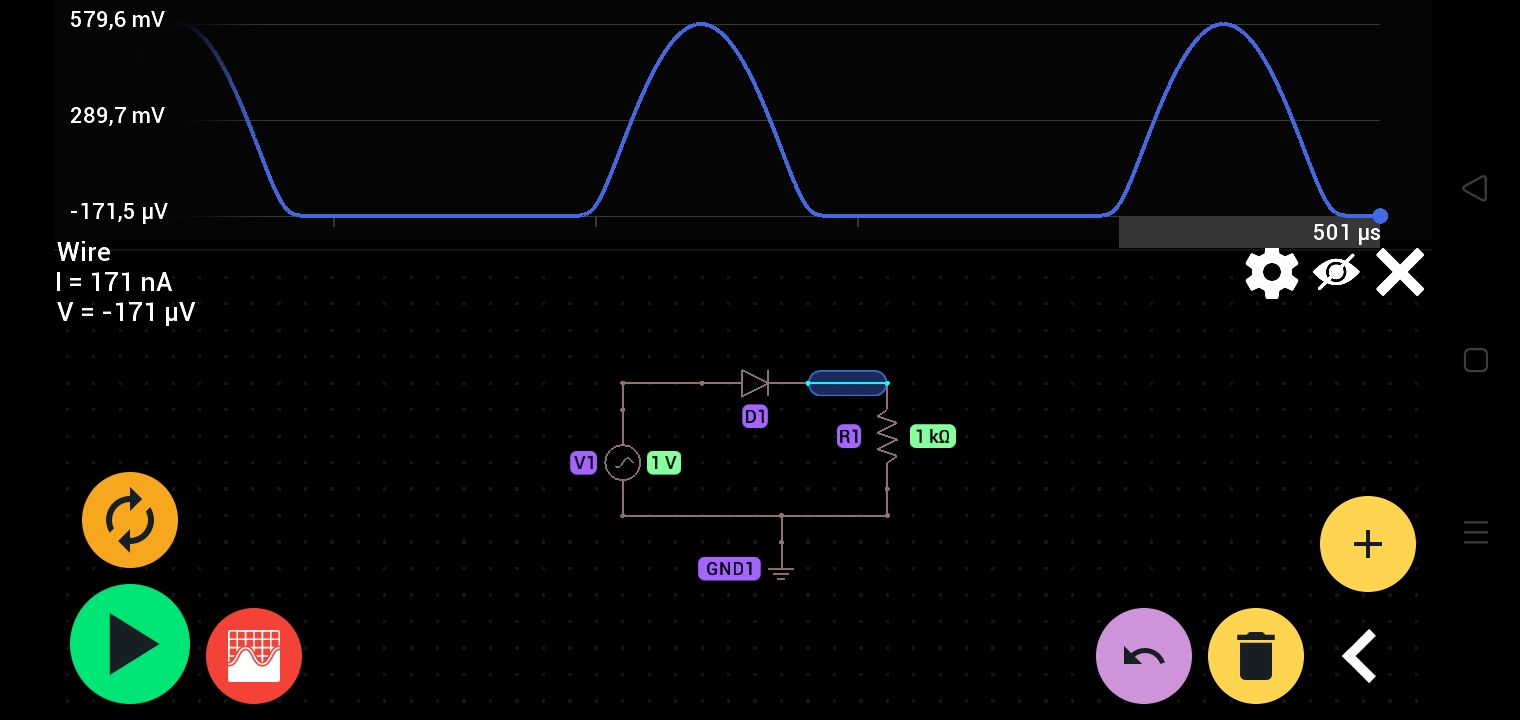 579,6 mV
289,7 mV
-171,5 µV
501 µs
Wire
I = 171 nA
V = -171 µV
D1
R1
1 kΩ
V1
1 V
GND1